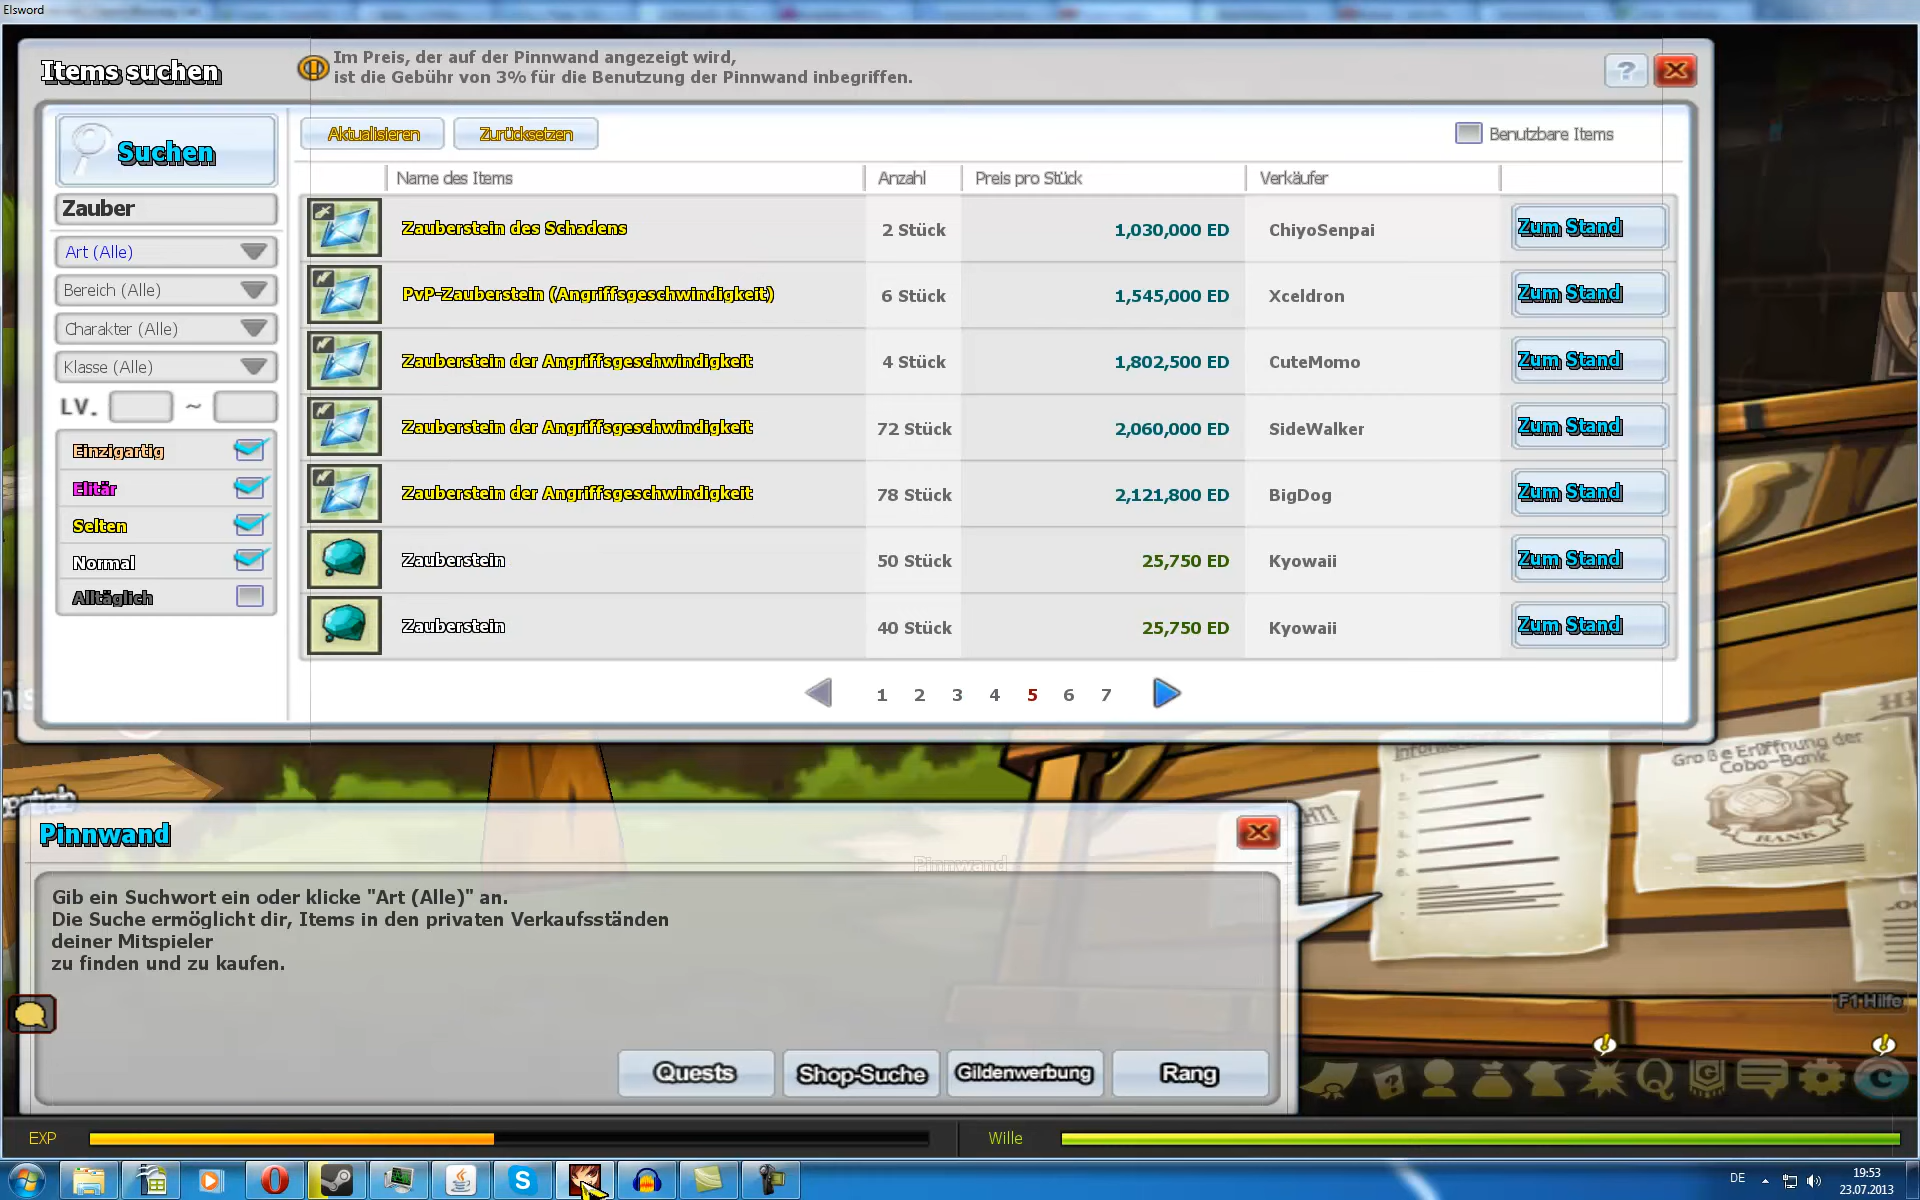 Elsword
Items suchen
Im Preis, der auf der Pinnwand angezeigt wird,
ist die Gebühr von 3% für die Benutzung der Pinnwand inbegriffen.
?
Suchen
Zauber
Art (Alle)
Bereich (Alle)
Charakter (Alle)
Klasse (Alle)
LV. ~
Einzigartig
Elitär
Selten
Normal
Alltäglich
Aktualisieren Zurücksetzen Benutzbare Items
Name des Items Anzahl Preis pro Stück Verkäufer
Zauberstein des Schadens 2 Stück 1,030,000 ED ChiyoSenpai Zum Stand
PvP-Zauberstein (Angriffsgeschwindigkeit) 6 Stück 1,545,000 ED Xceldron Zum Stand
Zauberstein der Angriffsgeschwindigkeit 4 Stück 1,802,500 ED CuteMomo Zum Stand
Zauberstein der Angriffsgeschwindigkeit 72 Stück 2,060,000 ED SideWalker Zum Stand
Zauberstein der Angriffsgeschwindigkeit 78 Stück 2,121,800 ED BigDog Zum Stand
Zauberstein 50 Stück 25,750 ED Kyowaii Zum Stand
Zauberstein 40 Stück 25,750 ED Kyowaii Zum Stand
1 2 3 4 5 6 7
Große Eröffnung der
Cobo-Bank
BANK
Pinnwand
Pinnwand
Gib ein Suchwort ein oder klicke "Art (Alle)" an.
Die Suche ermöglicht dir, Items in den privaten Verkaufsständen
deiner Mitspieler
zu finden und zu kaufen.
F1 Hilfe
Quests Shop-Suche Gildenwerbung Rang
EXP Wille
DE 19:53
23.07.2013